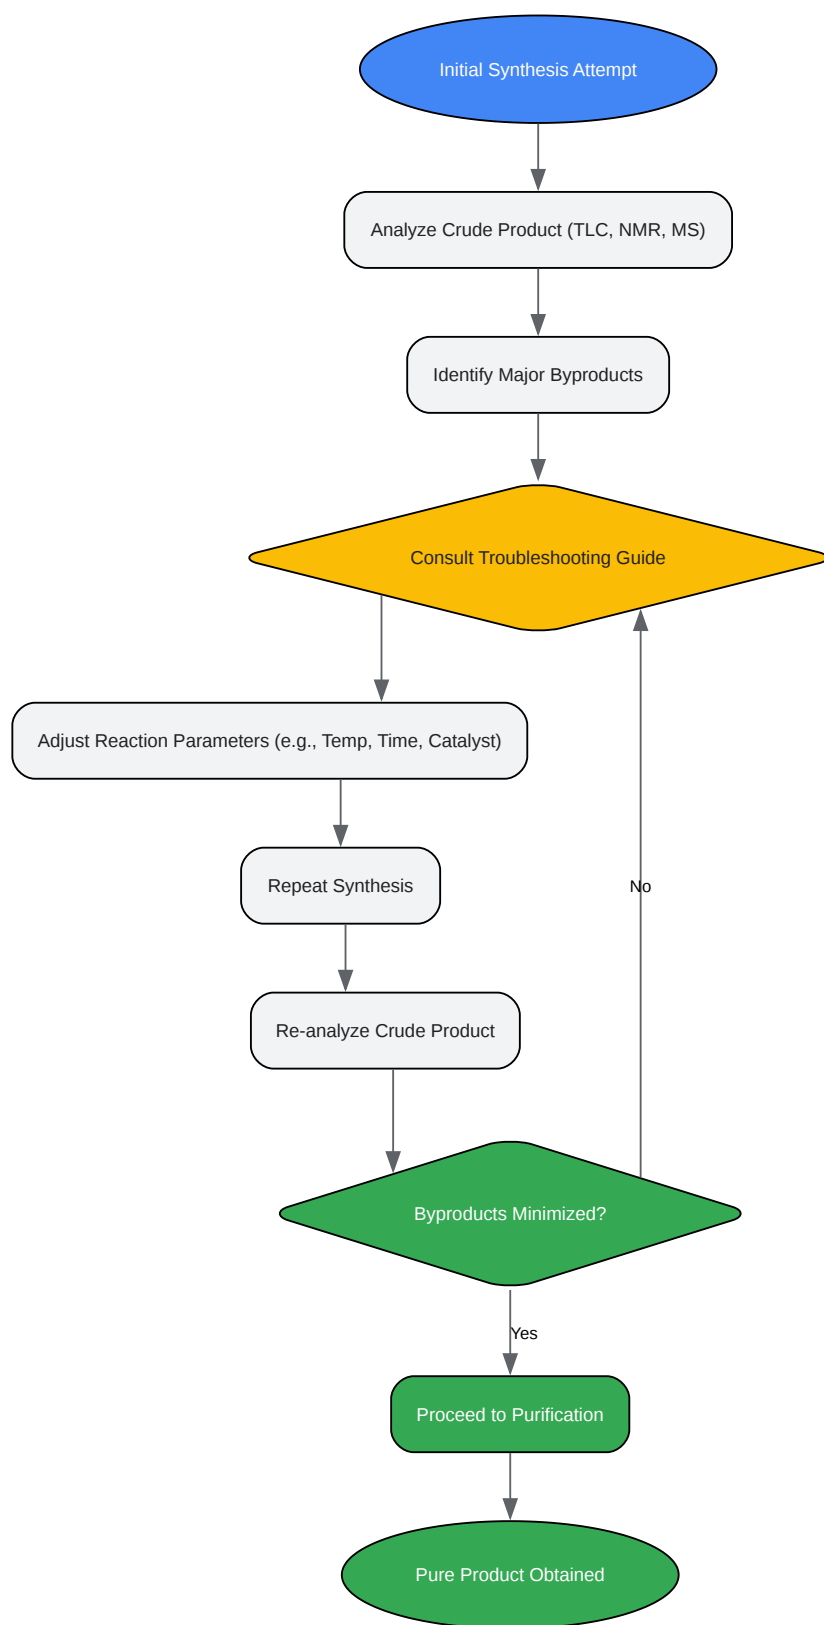 Initial Synthesis Attempt
Analyze Crude Product (TLC, NMR, MS)
Identify Major Byproducts
Consult Troubleshooting Guide
Adjust Reaction Parameters (e.g., Temp, Time, Catalyst)
Repeat Synthesis
No
Re-analyze Crude Product
Byproducts Minimized?
Yes
Proceed to Purification
Pure Product Obtained